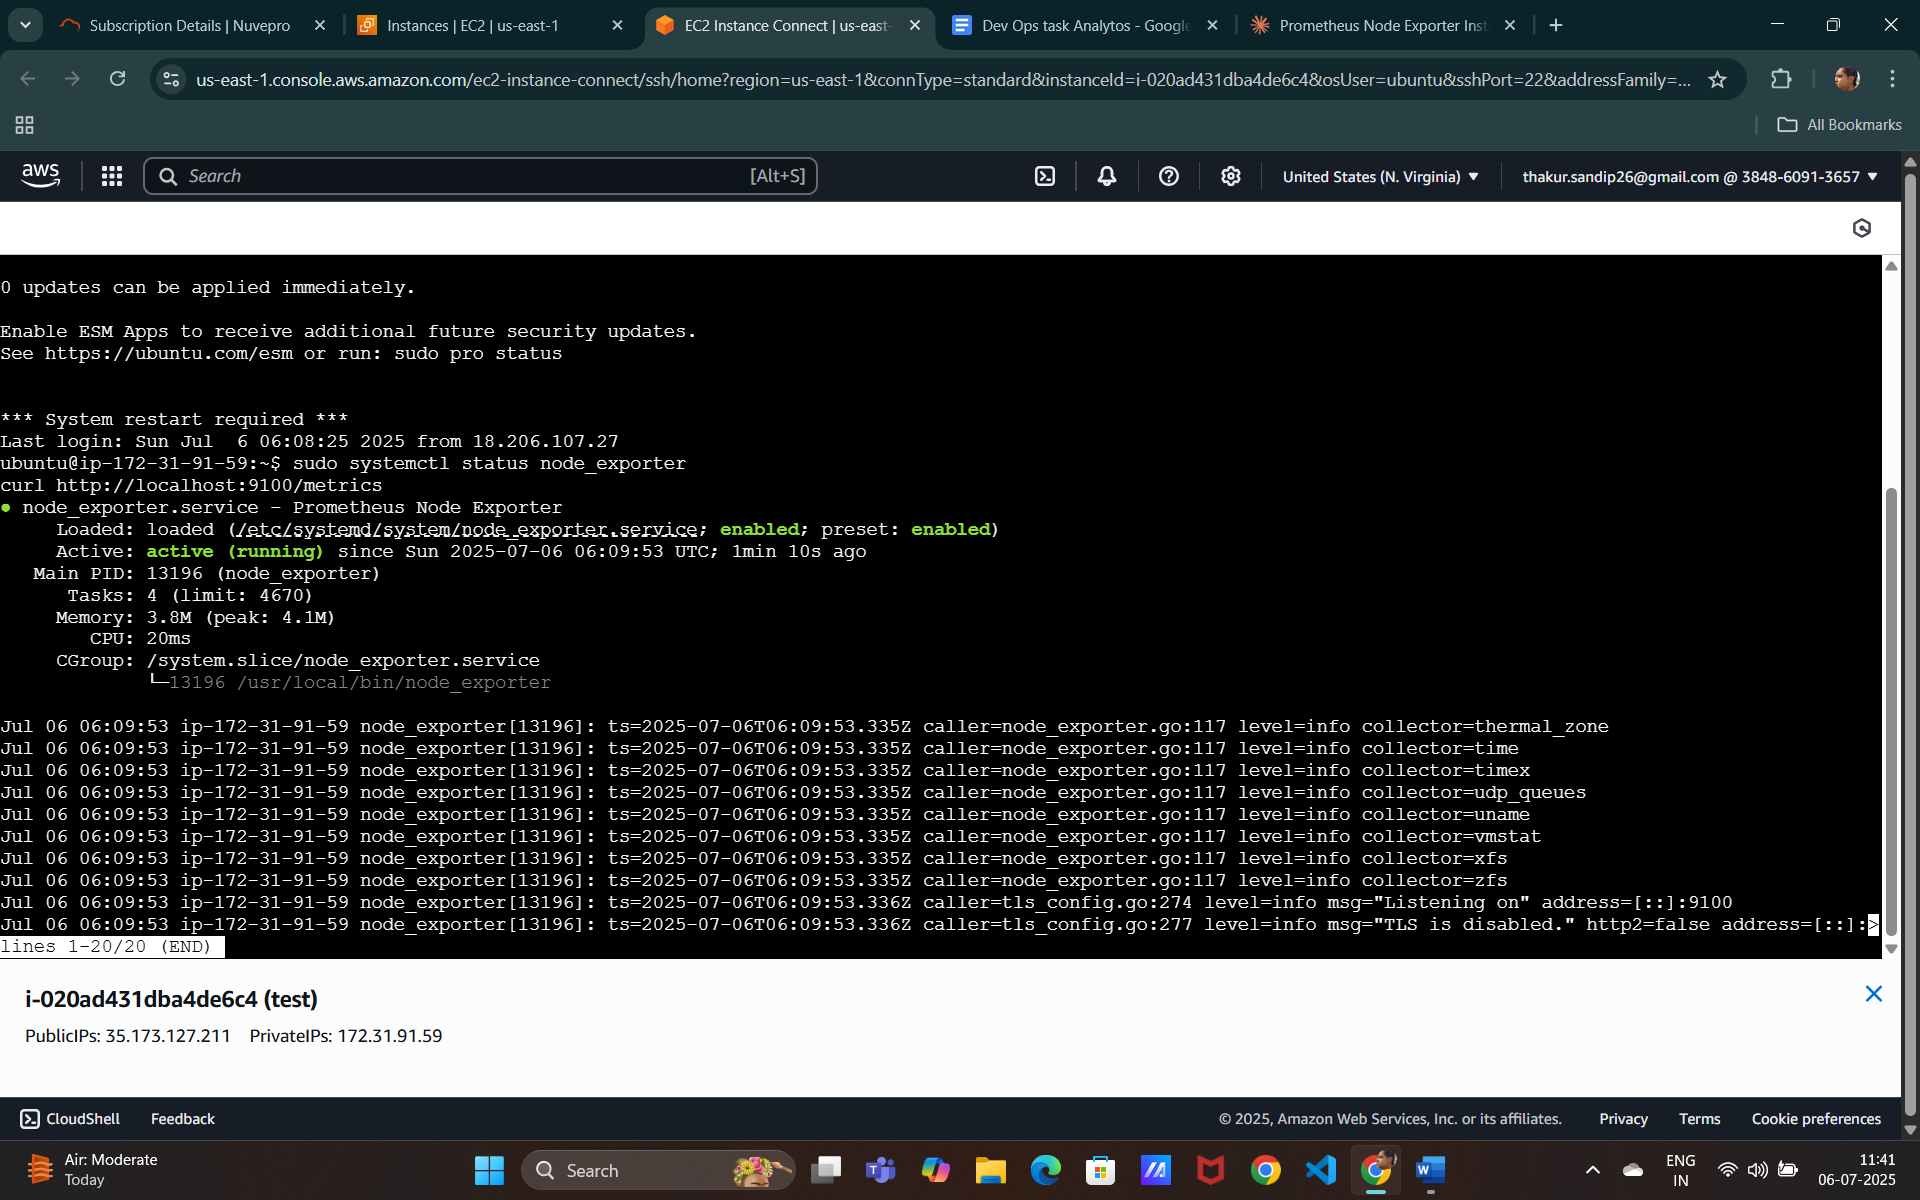 Subscription Details | Nuvepro
Instances | EC2 | us-east-1
EC2 Instance Connect | us-east-
Dev Ops task Analytos - Google
Prometheus Node Exporter Inst
us-east-1.console.aws.amazon.com/ec2-instance-connect/ssh/home?region=us-east-1&connType=standard&instanceId=i-020ad431dba4de6c4&osUser=ubuntu&sshPort=22&addressFamily=...
All Bookmarks
aws
Search
[Alt+S]
United States (N. Virginia)
thakur.sandip26@gmail.com @ 3848-6091-3657
0 updates can be applied immediately.
Enable ESM Apps to receive additional future security updates.
See https://ubuntu.com/esm or run: sudo pro status
*** System restart required ***
Last login: Sun Jul  6 06:08:25 2025 from 18.206.107.27
ubuntu@ip-172-31-91-59:~$ sudo systemctl status node_exporter
curl http://localhost:9100/metrics
● node_exporter.service - Prometheus Node Exporter
Loaded: loaded (/etc/systemd/system/node_exporter.service; enabled; preset: enabled)
Active: active (running) since Sun 2025-07-06 06:09:53 UTC; 1min 10s ago
Main PID: 13196 (node_exporter)
Tasks: 4 (limit: 4670)
Memory: 3.8M (peak: 4.1M)
CPU: 20ms
CGroup: /system.slice/node_exporter.service
└─13196 /usr/local/bin/node_exporter
Jul 06 06:09:53 ip-172-31-91-59 node_exporter[13196]: ts=2025-07-06T06:09:53.335Z caller=node_exporter.go:117 level=info collector=thermal_zone
Jul 06 06:09:53 ip-172-31-91-59 node_exporter[13196]: ts=2025-07-06T06:09:53.335Z caller=node_exporter.go:117 level=info collector=time
Jul 06 06:09:53 ip-172-31-91-59 node_exporter[13196]: ts=2025-07-06T06:09:53.335Z caller=node_exporter.go:117 level=info collector=timex
Jul 06 06:09:53 ip-172-31-91-59 node_exporter[13196]: ts=2025-07-06T06:09:53.335Z caller=node_exporter.go:117 level=info collector=udp_queues
Jul 06 06:09:53 ip-172-31-91-59 node_exporter[13196]: ts=2025-07-06T06:09:53.335Z caller=node_exporter.go:117 level=info collector=uname
Jul 06 06:09:53 ip-172-31-91-59 node_exporter[13196]: ts=2025-07-06T06:09:53.335Z caller=node_exporter.go:117 level=info collector=vmstat
Jul 06 06:09:53 ip-172-31-91-59 node_exporter[13196]: ts=2025-07-06T06:09:53.335Z caller=node_exporter.go:117 level=info collector=xfs
Jul 06 06:09:53 ip-172-31-91-59 node_exporter[13196]: ts=2025-07-06T06:09:53.335Z caller=node_exporter.go:117 level=info collector=zfs
Jul 06 06:09:53 ip-172-31-91-59 node_exporter[13196]: ts=2025-07-06T06:09:53.336Z caller=tls_config.go:274 level=info msg="Listening on" address=[::]:9100
Jul 06 06:09:53 ip-172-31-91-59 node_exporter[13196]: ts=2025-07-06T06:09:53.336Z caller=tls_config.go:277 level=info msg="TLS is disabled." http2=false address=[::]:>
lines 1-20/20 (END)
i-020ad431dba4de6c4 (test)
PublicIPs: 35.173.127.211 PrivateIPs: 172.31.91.59
CloudShell
Feedback
© 2025, Amazon Web Services, Inc. or its affiliates.
Privacy
Terms
Cookie preferences
Air: Moderate
Today
Search
ENG
IN
11:41
06-07-2025